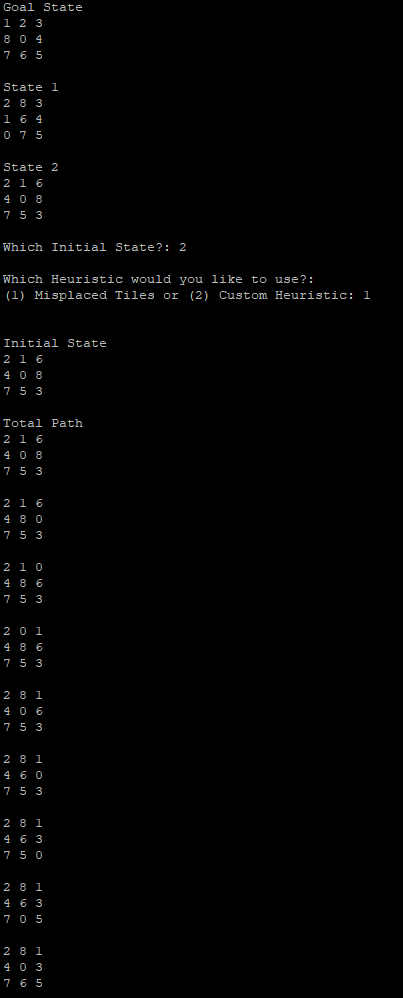 Goal State
1 2 3
8 0 4
7 6 5
State 1
2 8 3
1 6 4
0 7 5
State 2
2 1 6
4 0 8
7 5 3
Which Initial State?: 2
Which Heuristic would you like to use?:
(1) Misplaced Tiles or (2) Custom Heuristic: 1
Initial State
2 1 6
4 0 8
7 5 3
Total Path
2 1 6
4 0 8
7 5 3
2 1 6
4 8 0
7 5 3
2 1 0
4 8 6
7 5 3
2 0 1
4 8 6
7 5 3
2 8 1
4 0 6
7 5 3
2 8 1
4 6 0
7 5 3
2 8 1
4 6 3
7 5 0
2 8 1
4 6 3
7 0 5
2 8 1
4 0 3
7 6 5